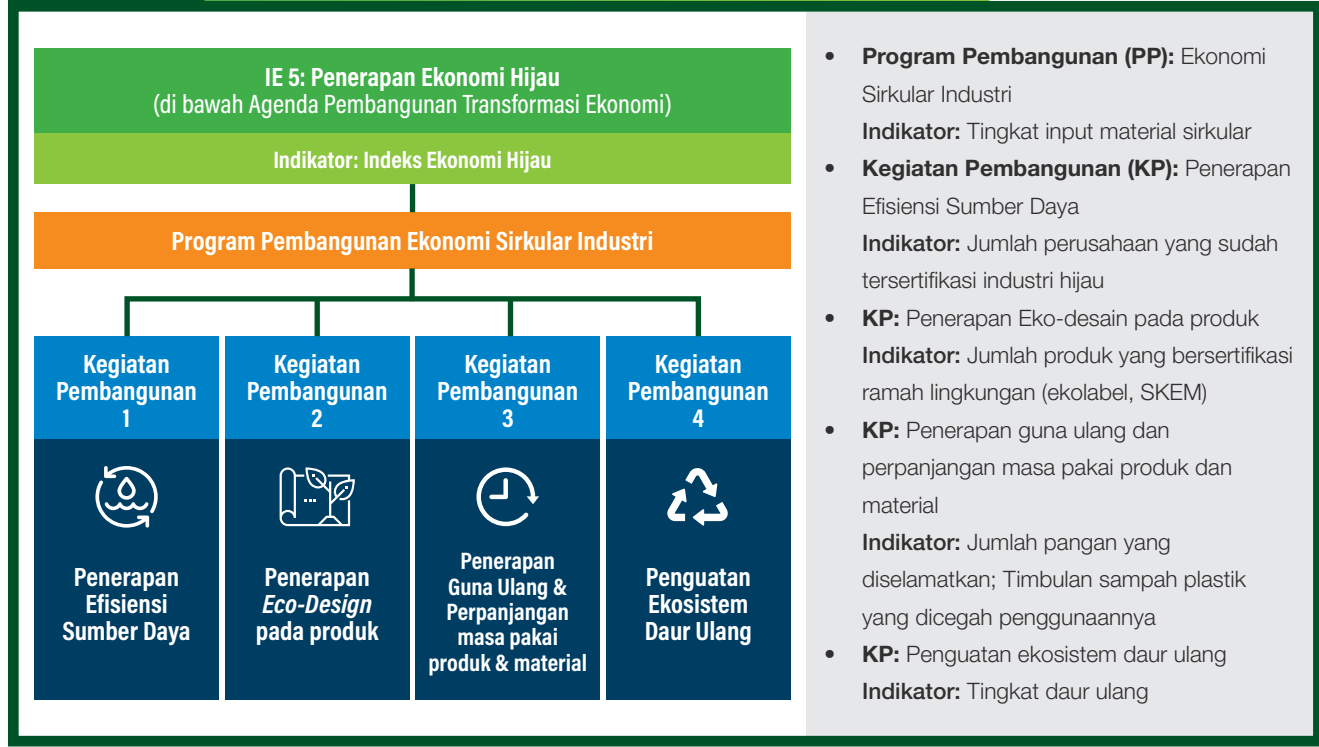 IE 5: Penerapan Ekonomi Hijau
(di bawah Agenda Pembangunan Transformasi Ekonomi)
Indikator: Indeks Ekonomi Hijau
Program Pembangunan Ekonomi Sirkular Industri
Kegiatan
Pembangunan
1
Penerapan
Efisiensi
Sumber Daya
Kegiatan
Pembangunan
2
Penerapan
Eco-Design
pada produk
Kegiatan
Pembangunan
3
Penerapan
Guna Ulang &
Perpanjangan
masa pakai
produk & material
Kegiatan
Pembangunan
4
Penguatan
Ekosistem
Daur Ulang
• Program Pembangunan (PP): Ekonomi
Sirkular Industri
Indikator: Tingkat input material sirkular
• Kegiatan Pembangunan (KP): Penerapan
Efisiensi Sumber Daya
Indikator: Jumlah perusahaan yang sudah
tersertifikasi industri hijau
• KP: Penerapan Eko-desain pada produk
Indikator: Jumlah produk yang bersertifikasi
ramah lingkungan (ekolabel, SKEM)
• KP: Penerapan guna ulang dan
perpanjangan masa pakai produk dan
material
Indikator: Jumlah pangan yang
diselamatkan; Timbulan sampah plastik
yang dicegah penggunaannya
• KP: Penguatan ekosistem daur ulang
Indikator: Tingkat daur ulang